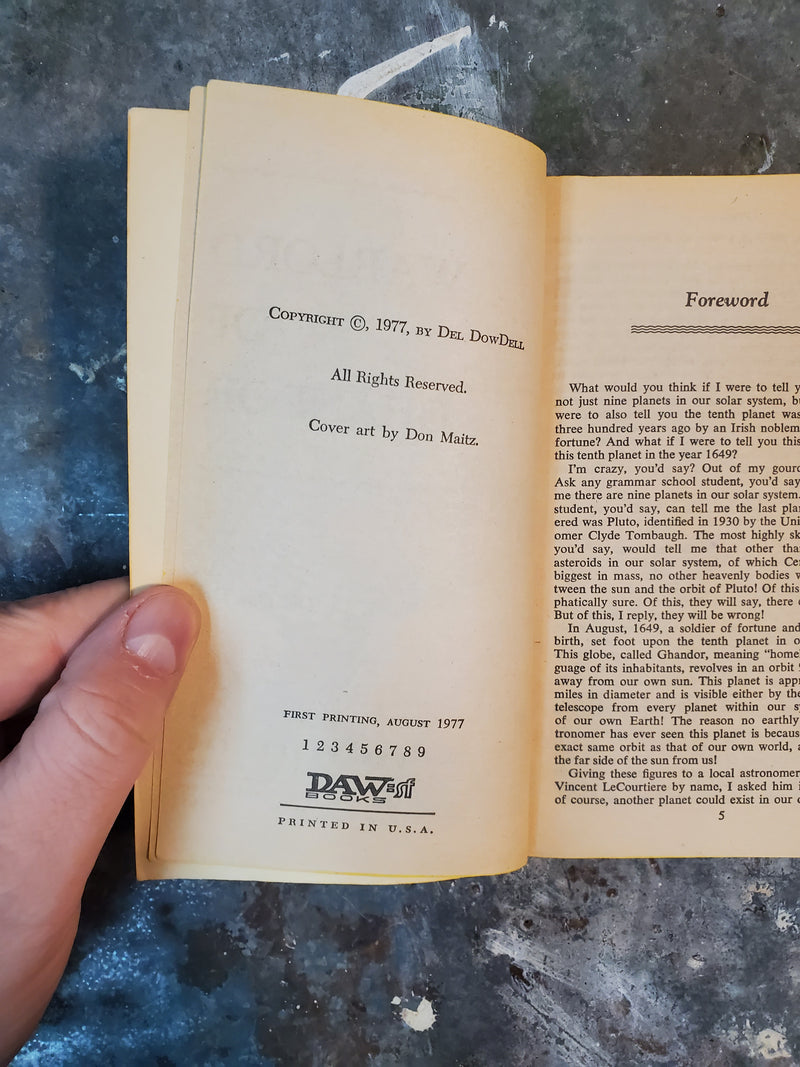 Copyright ©, 1977, by Del DowDell
All Rights Reserved.
Cover art by Don Maitz.
FIRST PRINTING, AUGUST 1977
1 2 3 4 5 6 7 8 9
DAW=sf
BOOKS
PRINTED IN U.S.A.
Foreword
What would you think if I were to tell
not just nine planets in our solar system,
were to also tell you the tenth planet was
three hundred years ago by an Irish
fortune? And what if I were to tell you this
this tenth planet in the year 1649?
I'm crazy, you'd say? Out of my
Ask any grammar school student, you'd say
me there are nine planets in our solar system.
student, you'd say, can tell me the last
ered was Pluto, identified in 1930 by the
omer Clyde Tombaugh. The most highly
you'd say, would tell me that other
asteroids in our solar system, of which
biggest in mass, no other heavenly bodies
tween the sun and the orbit of Pluto! Of this
phatically sure. Of this, they will say, there
But of this, I reply, they will be wrong!
In August, 1649, a soldier of fortune and
birth, set foot upon the tenth planet in
This globe, called Ghandor, meaning "home
guage of its inhabitants, revolves in an orbit
away from our own sun. This planet is
miles in diameter and is visible either by the
telescope from every planet within our
of our own Earth! The reason no earthly
tronomer has ever seen this planet is
exact same orbit as that of our own world,
the far side of the sun from us!
Giving these figures to a local astronomer
Vincent LeCourtiere by name, I asked him
of course, another planet could exist in our
5